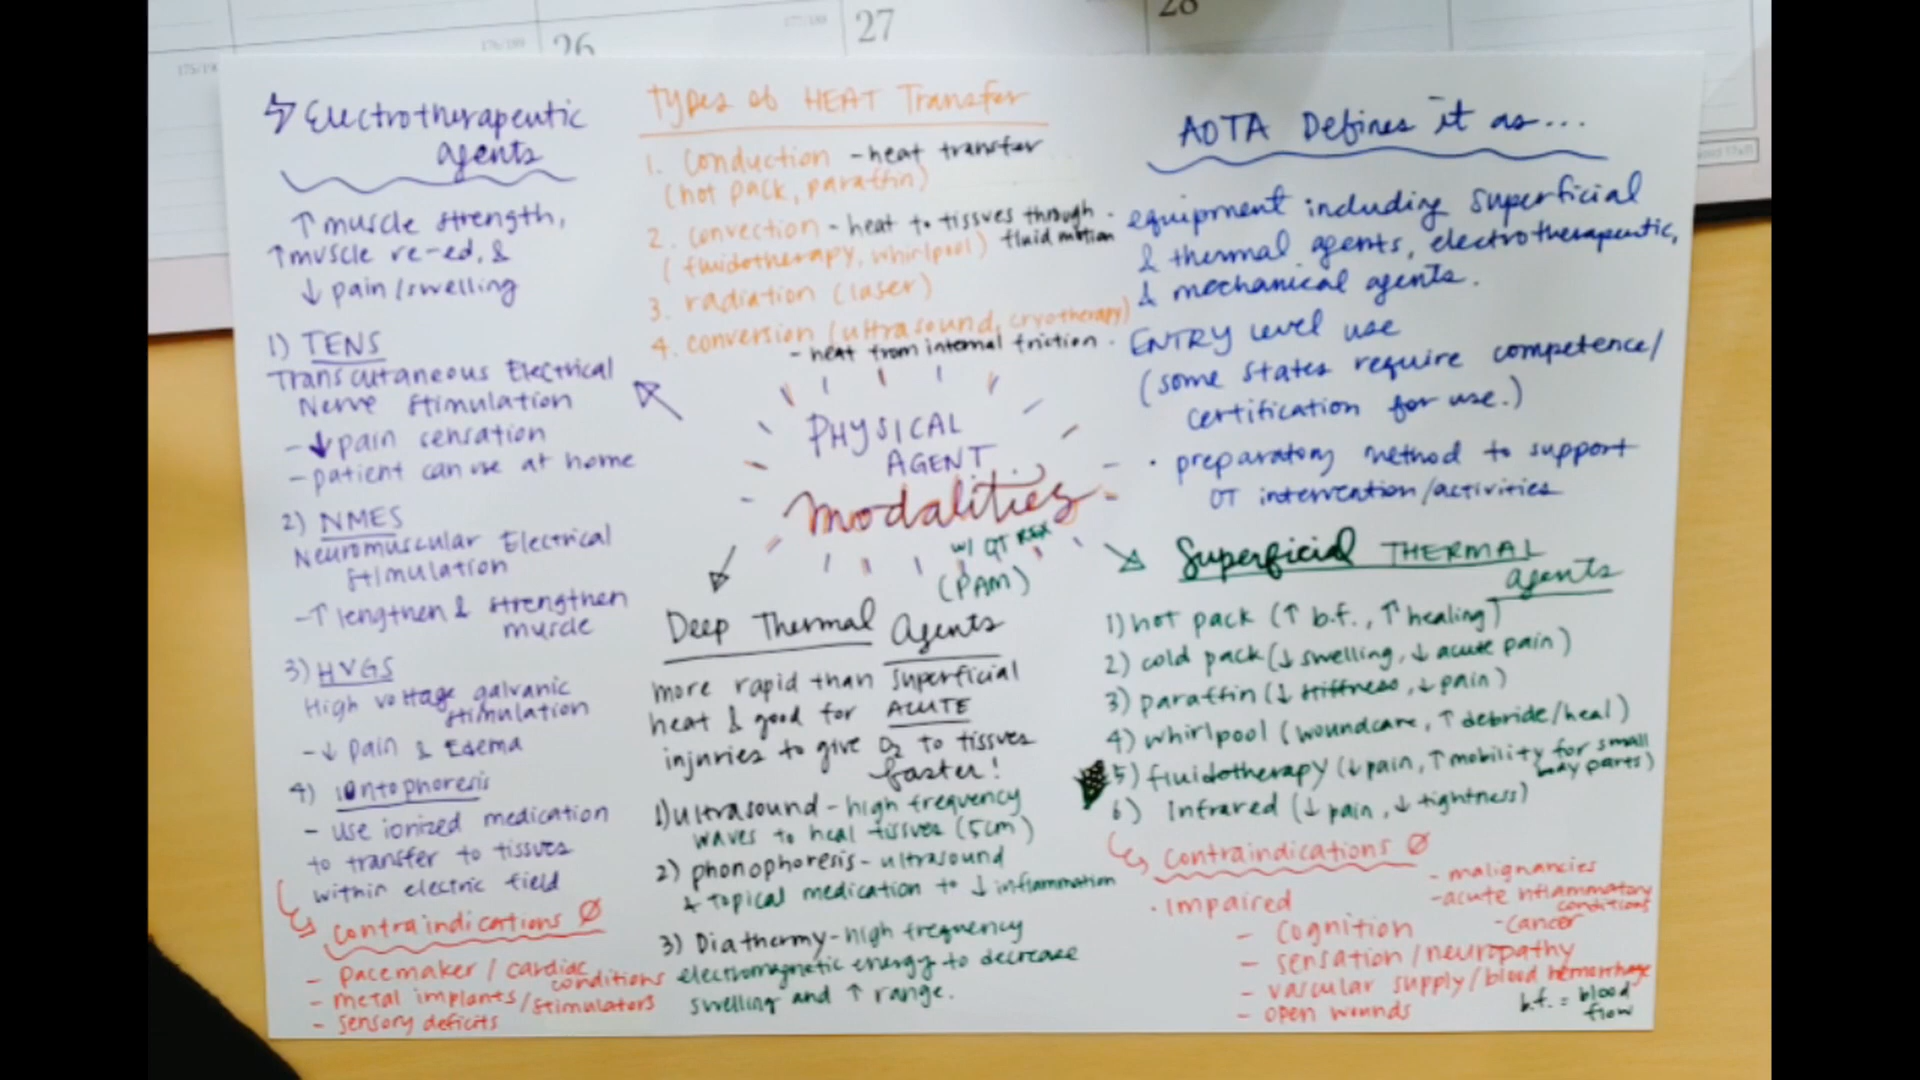 26
27
28
175/190
176/189
177/188
⚡ Electrotherapeutic
agents
↑ muscle strength,
↑ muscle re-ed, &
↓ pain/swelling
1) TENS
Transcutaneous Electrical
Nerve Stimulation
- ↓ pain sensation
- patient can use at home
2) NMES
Neuromuscular Electrical
Stimulation
- ↑ lengthen & strengthen
muscle
3) HVGS
High voltage galvanic
stimulation
- ↓ pain & Edema
4) iontophoresis
- use ionized medication
to transfer to tissues
within electric field
contraindications Ø
- pacemaker / cardiac
conditions
- metal implants / stimulators
- sensory deficits
Types of HEAT Transfer
1. Conduction - heat transfer
(hot pack, paraffin)
2. convection - heat to tissves through
(fluidotherapy, whirlpool) fluid motion
3. radiation (laser)
4. conversion (ultrasound, cryotherapy)
- heat from internal friction.
PHYSICAL
AGENT
modalities
w/ OT RSX
(PAM)
Deep Thermal Agents
more rapid than superficial
heat & good for ACUTE
injuries to give O2 to tissues
faster!
1) ultrasound - high frequency
waves to heal tissues (5cm)
2) phonophoresis - ultrasound
& topical medication to ↓ inflammation
3) Diathermy - high frequency
electromagnetic energy to decrease
swelling and ↑ range.
AOTA Defines it as...
equipment including superficial
& thermal agents, electrotherapeutic,
& mechanical agents.
ENTRY level use
(some states require competence/
certification for use.)
· preparatory method to support
OT intervention/activities
Superficial THERMAL
agents
1) hot pack (↑ b.f., ↑ healing)
2) cold pack (↓ swelling, ↓ acute pain)
3) paraffin (↓ stiffness, ↓ pain)
4) whirlpool (woundcare, ↑ debride/heal)
5) fluidotherapy (↓ pain, ↑ mobility for small
body parts)
6) Infrared (↓ pain, ↓ tightness)
contraindications Ø
· Impaired
- Cognition
- sensation/neuropathy
- vascular supply/blood hemorrhage
- open wounds
- malignancies
- acute nflammatory
conditions
- cancer
b.f. = blood
flow